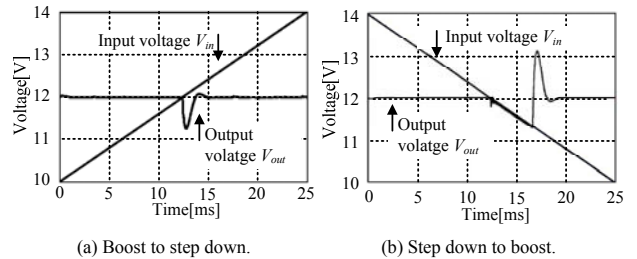 14
13
12
11
10
Voltage[V]
Input voltage Vin
Output
volatge Vout
0
5
10
15
20
25
Time[ms]
(a) Boost to step down.
14
13
12
11
10
Voltage[V]
Input voltage Vin
Output
volatge Vout
0
5
10
15
20
25
Time[ms]
(b) Step down to boost.